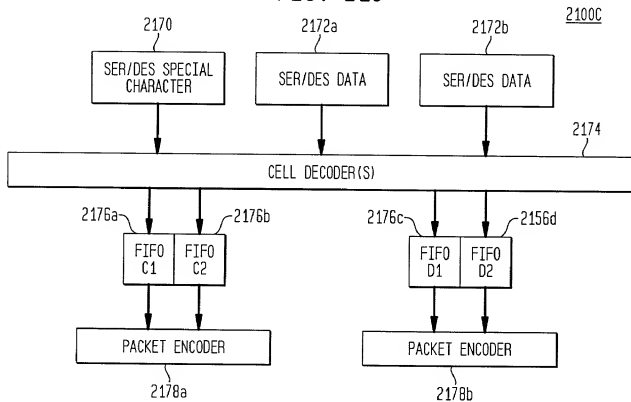 2100C
2170
2172a
2172b
SER/DES SPECIAL
CHARACTER
SER/DES DATA
SER/DES DATA
2174
CELL DECODER(S)
2176a
2176b
2176c
2156d
FIFO
C1
FIFO
C2
FIFO
D1
FIFO
D2
PACKET ENCODER
PACKET ENCODER
2178a
2178b